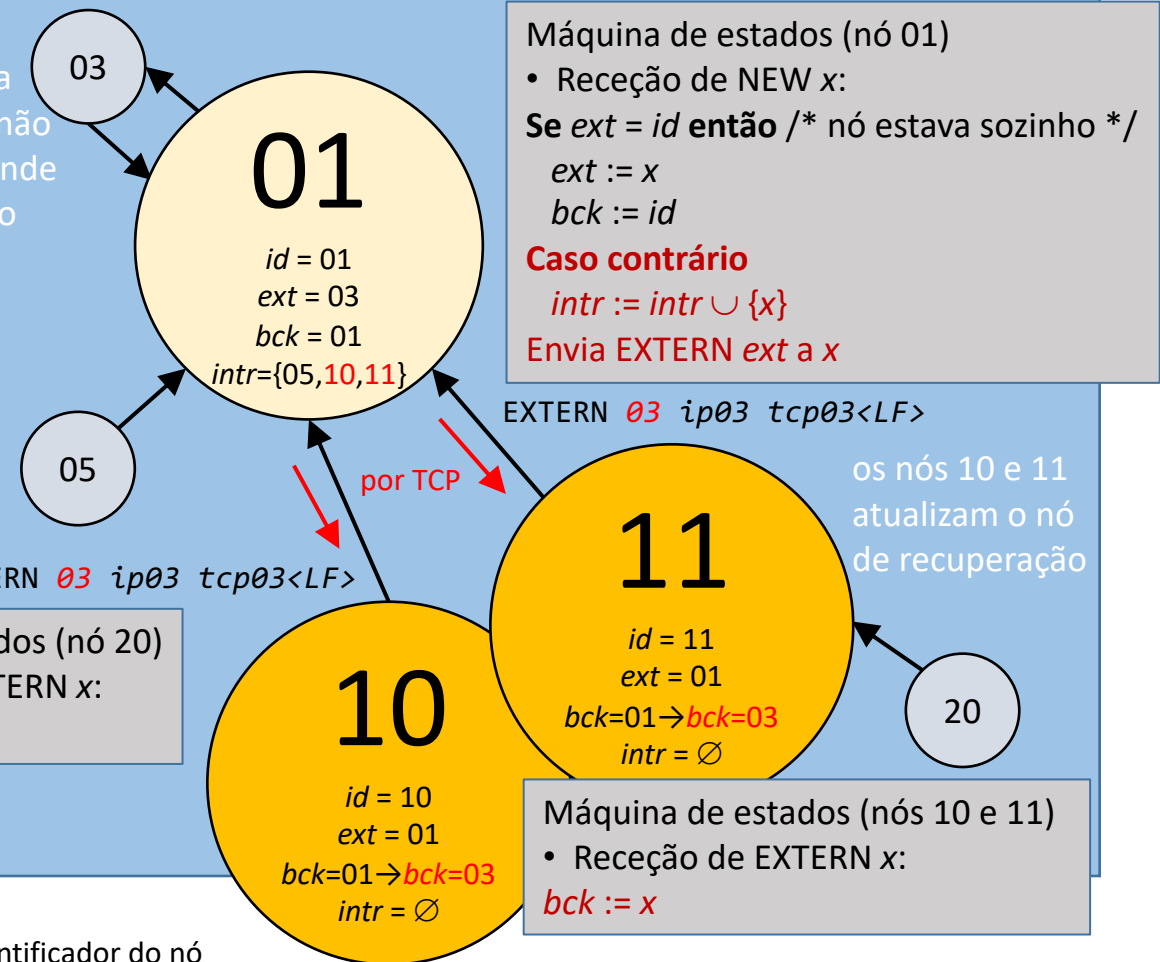 03
a
não
nde
o
01
id = 01
ext = 03
bck = 01
intr={05,10,11}
Máquina de estados (nó 01)
• Receção de NEW x:
Se ext = id então /* nó estava sozinho */
ext := x
bck := id
Caso contrário
intr := intr ∪ {x}
Envia EXTERN ext a x
EXTERN 03 ip03 tcp03<LF>
05
por TCP
os nós 10 e 11
atualizam o nó
de recuperação
ERN 03 ip03 tcp03<LF>
dos (nó 20)
TERN x:
11
id = 11
ext = 01
bck=01→bck=03
intr = ∅
20
10
id = 10
ext = 01
bck=01→bck=03
intr = ∅
Máquina de estados (nós 10 e 11)
• Receção de EXTERN x:
bck := x
ntificador do nó